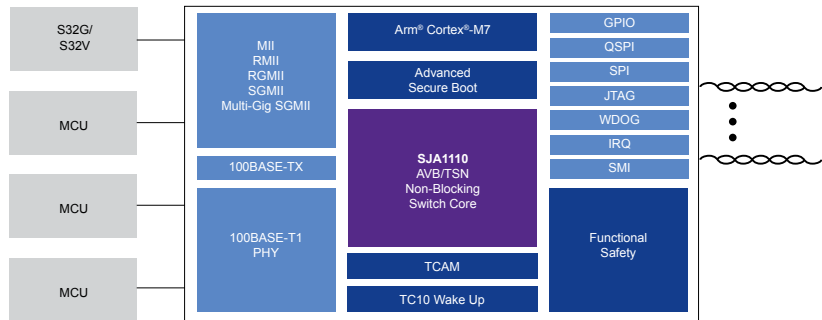 S32G/
S32V
MCU
MCU
MCU
MII
RMII
RGMII
SGMII
Multi-Gig SGMII
100BASE-TX
100BASE-T1
PHY
Arm® Cortex®-M7
Advanced
Secure Boot
SJA1110
AVB/TSN
Non-Blocking
Switch Core
TCAM
TC10 Wake Up
GPIO
QSPI
SPI
JTAG
WDOG
IRQ
SMI
Functional
Safety